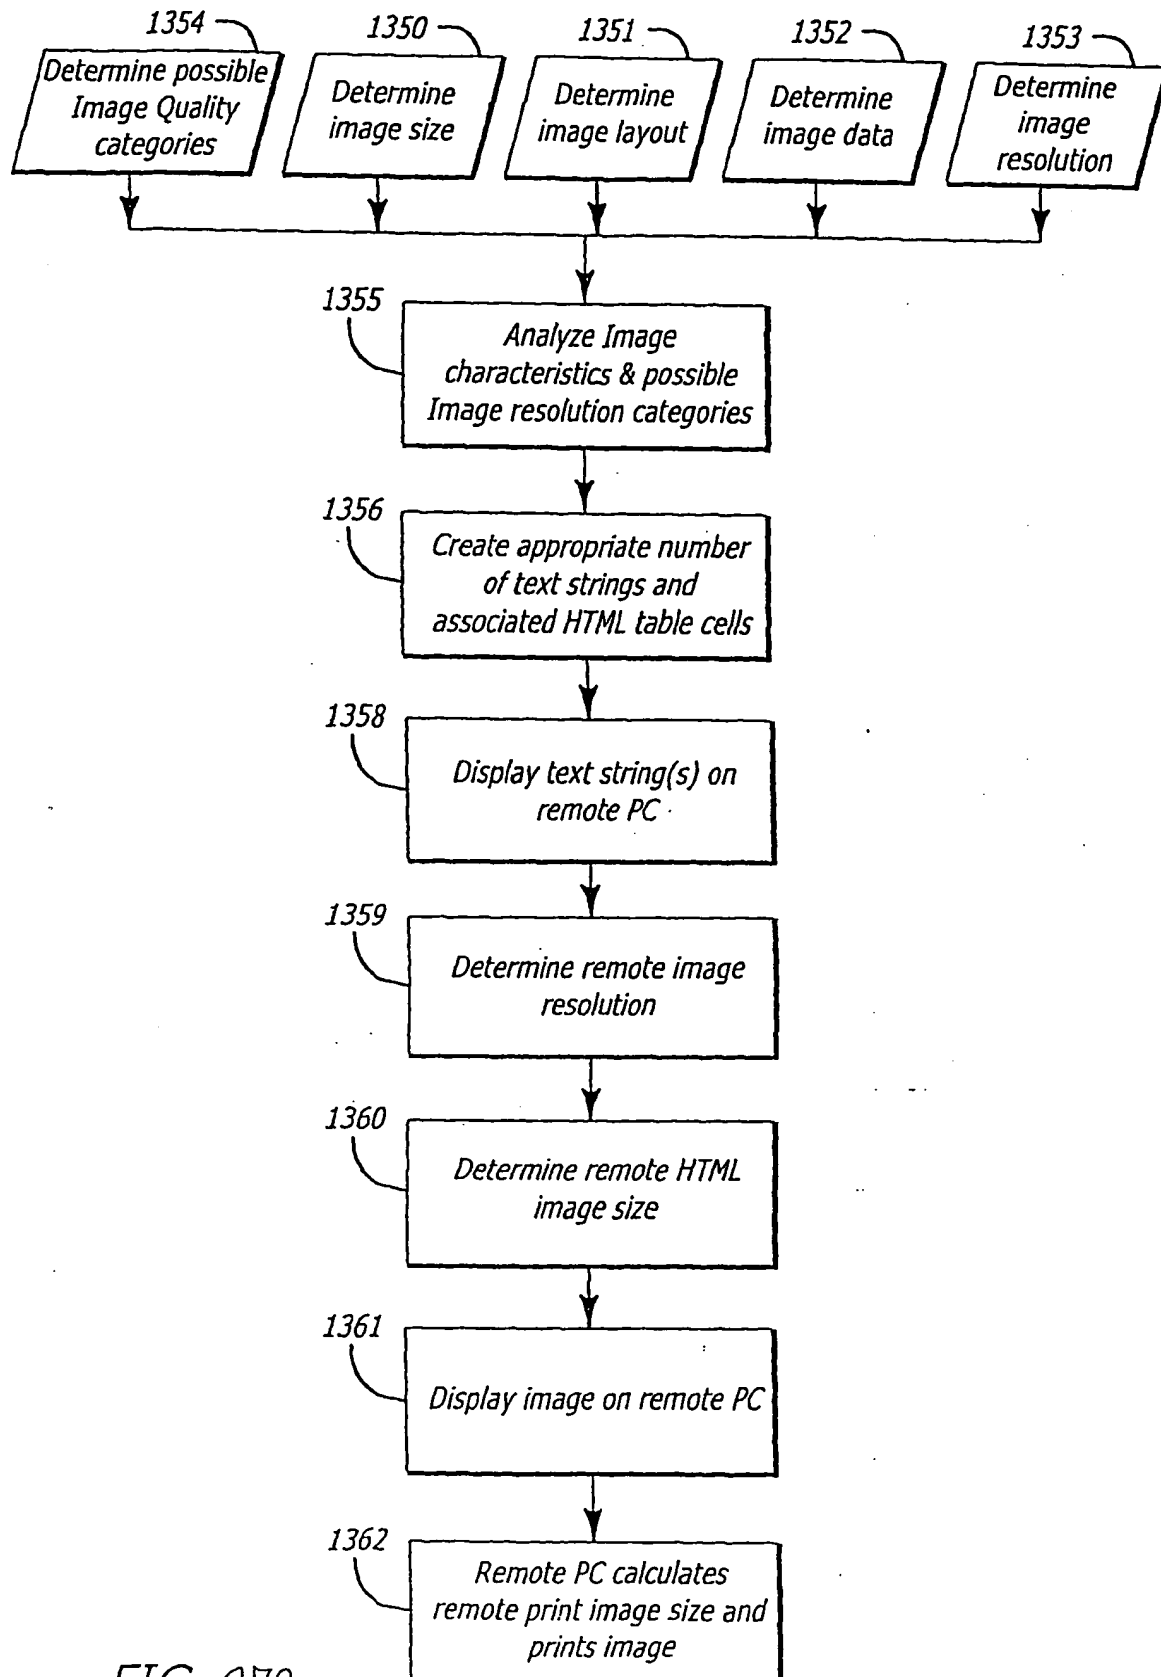 1354
Determine possible
Image Quality
categories
1350
Determine
image size
1351
Determine
image layout
1352
Determine
image data
1353
Determine
image
resolution
1355
Analyze Image
characteristics & possible
Image resolution categories
1356
Create appropriate number
of text strings and
associated HTML table cells
1358
Display text string(s) on
remote PC
1359
Determine remote image
resolution
1360
Determine remote HTML
image size
1361
Display image on remote PC
1362
Remote PC calculates
remote print image size and
prints image
FIG.